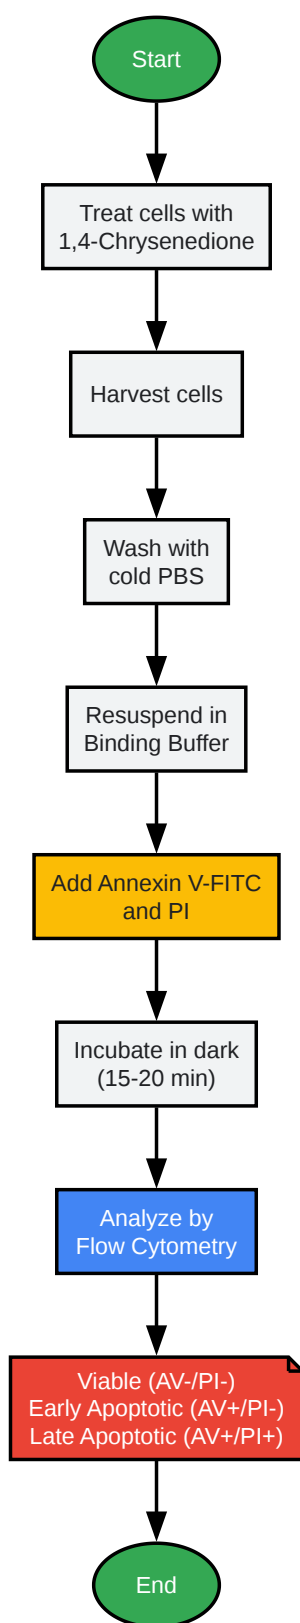 Start
Treat cells with
1,4-Chrysenedione
Harvest cells
Wash with
cold PBS
Resuspend in
Binding Buffer
Add Annexin V-FITC
and PI
Incubate in dark
(15-20 min)
Analyze by
Flow Cytometry
Viable (AV-/PI-)
Early Apoptotic (AV+/PI-)
Late Apoptotic (AV+/PI+)
End